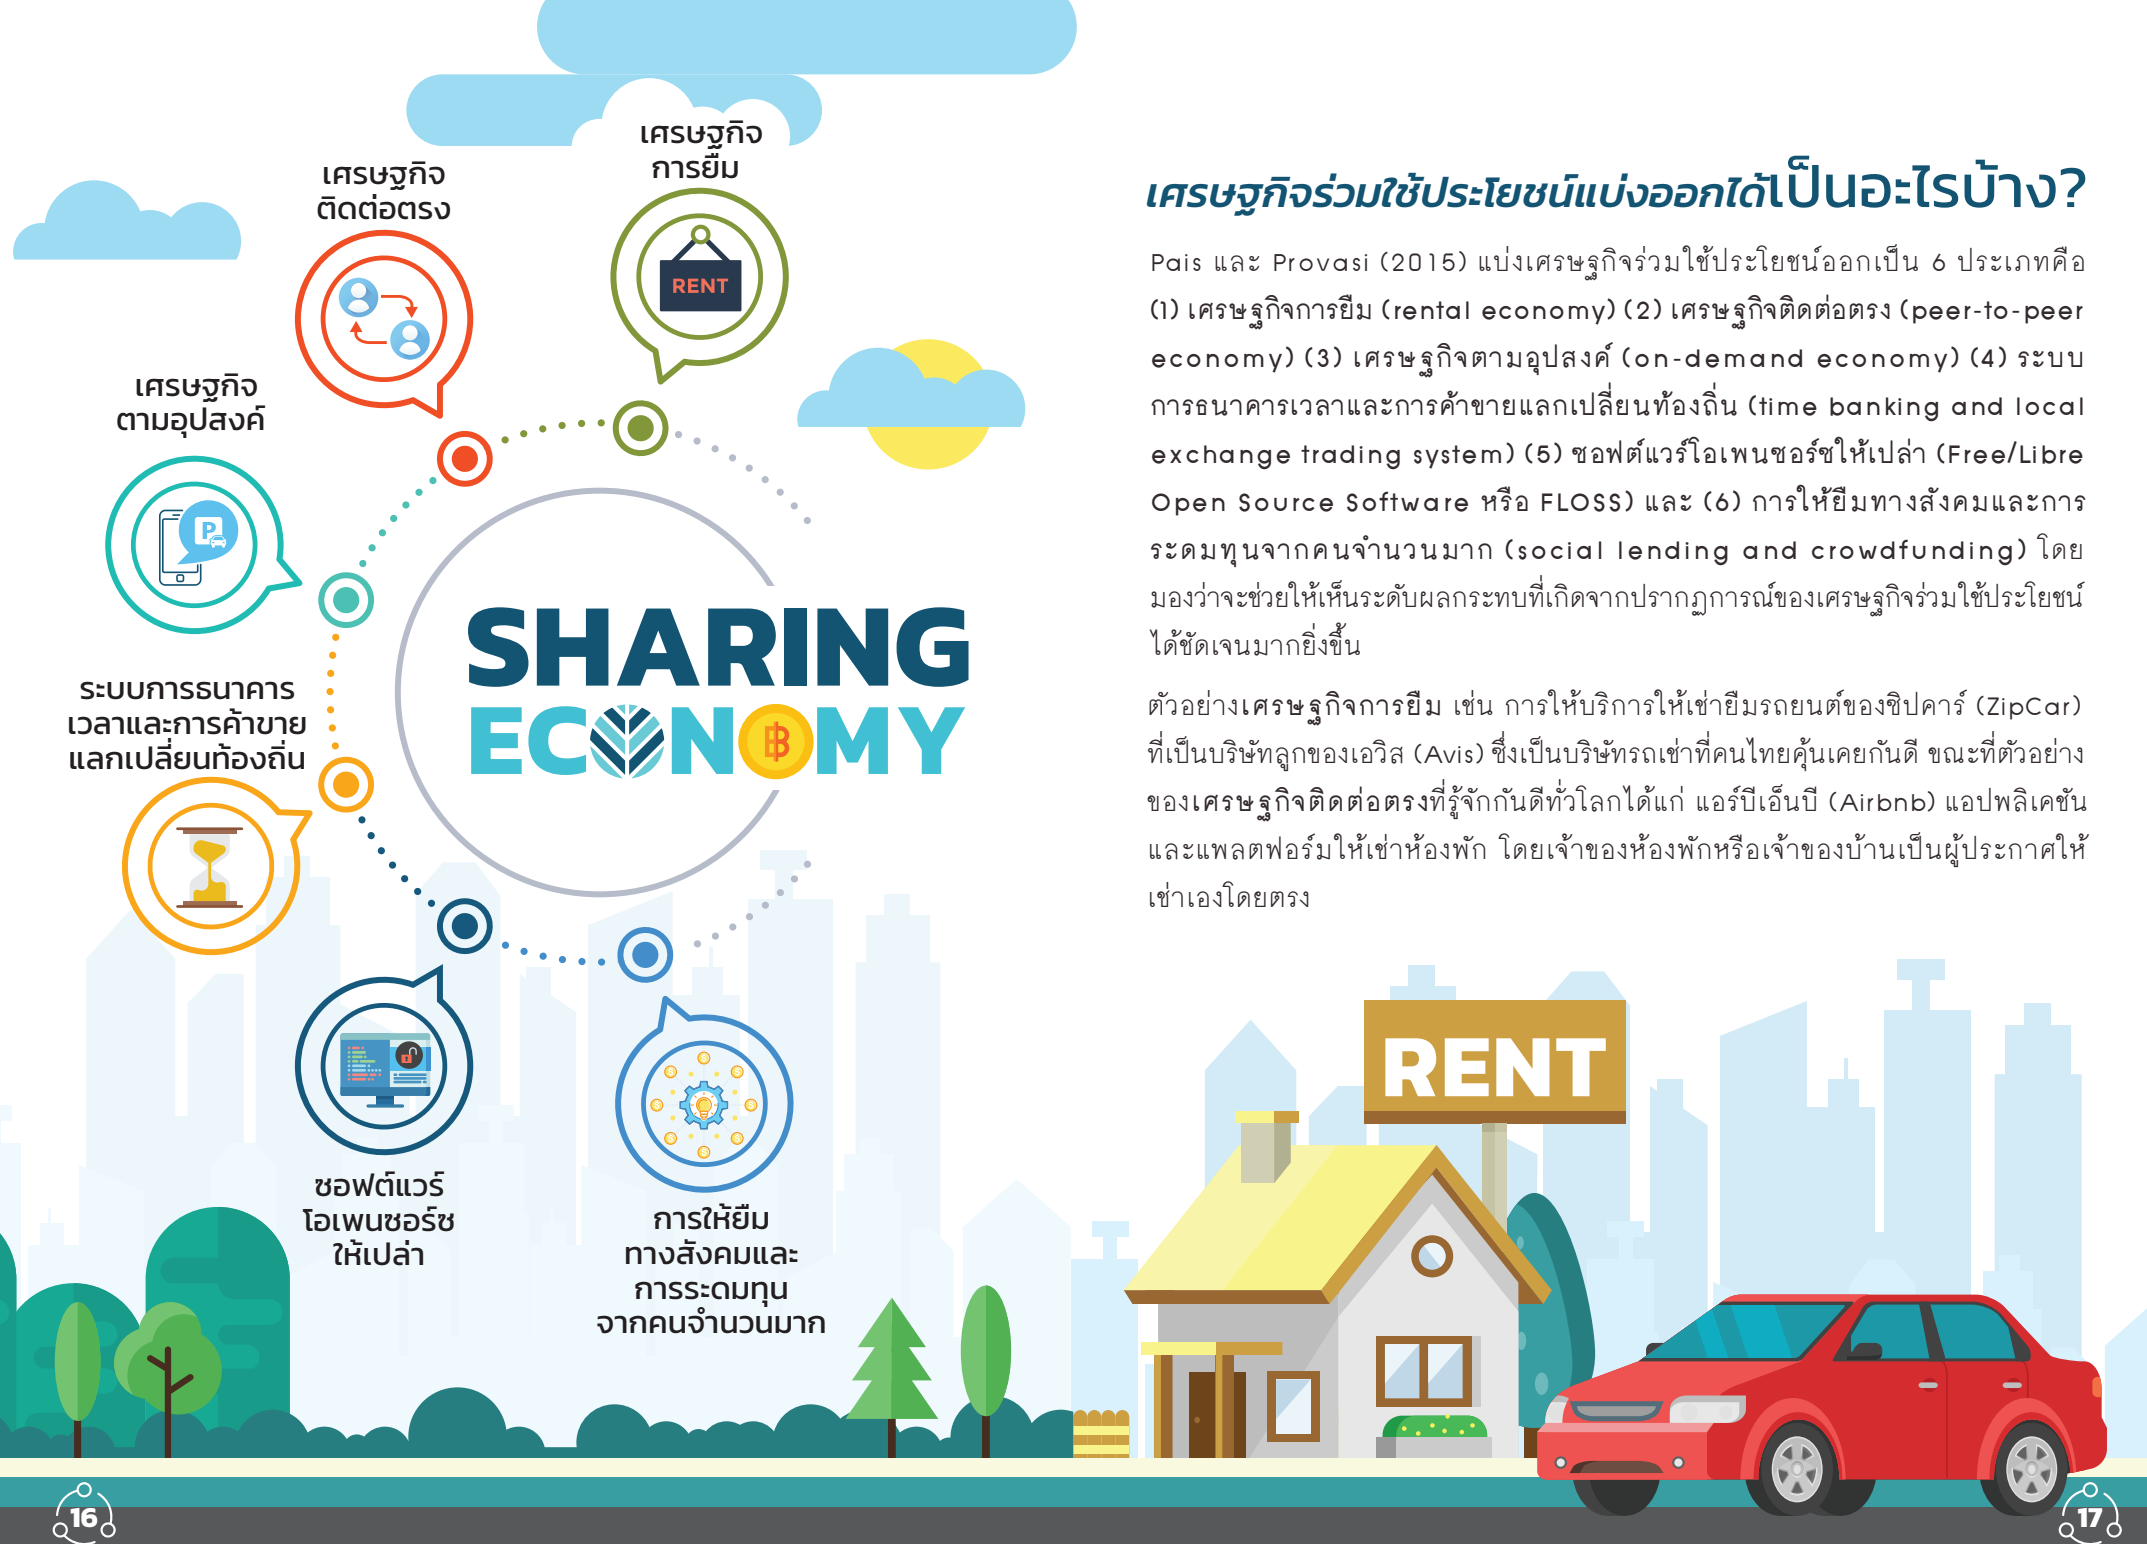 เศรษฐกิจ
การยืม
RENT
เศรษฐกิจ
ติดต่อตรง
เศรษฐกิจ
ตามอุปสงค์
P
ระบบการธนาคาร
เวลาและการค้าขาย
แลกเปลี่ยนท้องถิ่น
ซอฟต์แวร์
โอเพนซอร์ซ
ให้เปล่า
การให้ยืม
ทางสังคมและ
การระดมทุน
จากคนจำนวนมาก
SHARING
ECONOMY
16
เศรษฐกิจร่วมใช้ประโยชน์แบ่งออกได้เป็นอะไรบ้าง?
Pais และ Provasi (2015) แบ่งเศรษฐกิจร่วมใช้ประโยชน์ออกเป็น 6 ประเภทคือ
(1) เศรษฐกิจการยืม (rental economy) (2) เศรษฐกิจติดต่อตรง (peer-to-peer
economy) (3) เศรษฐกิจตามอุปสงค์ (on-demand economy) (4) ระบบ
การธนาคารเวลาและการค้าขายแลกเปลี่ยนท้องถิ่น (time banking and local
exchange trading system) (5) ซอฟต์แวร์โอเพนซอร์ซให้เปล่า (Free/Libre
Open Source Software หรือ FLOSS) และ (6) การให้ยืมทางสังคมและการ
ระดมทุนจากคนจำนวนมาก (social lending and crowdfunding) โดย
มองว่าจะช่วยให้เห็นระดับผลกระทบที่เกิดจากปรากฏการณ์ของเศรษฐกิจร่วมใช้ประโยชน์
ได้ชัดเจนมากยิ่งขึ้น
ตัวอย่างเศรษฐกิจการยืม เช่น การให้บริการให้เช่ายืมรถยนต์ของซิปคาร์ (ZipCar)
ที่เป็นบริษัทลูกของเอวิส (Avis) ซึ่งเป็นบริษัทรถเช่าที่คนไทยคุ้นเคยกันดี ขณะที่ตัวอย่าง
ของเศรษฐกิจติดต่อตรงที่รู้จักกันดีทั่วโลกได้แก่ แอร์บีเอ็นบี (Airbnb) แอปพลิเคชัน
และแพลตฟอร์มให้เช่าห้องพัก โดยเจ้าของห้องพักหรือเจ้าของบ้านเป็นผู้ประกาศให้
เช่าเองโดยตรง
RENT
17